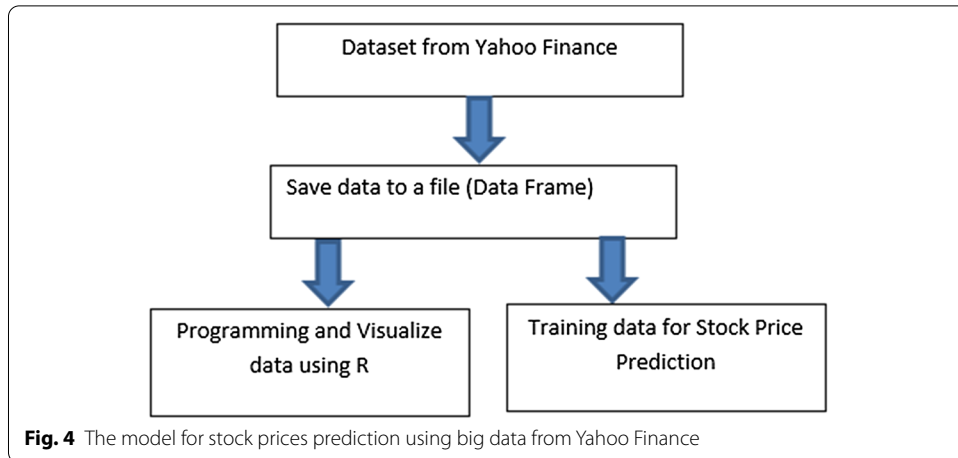 Dataset from Yahoo Finance
Save data to a file (Data Frame)
Programming and Visualize
data using R
Training data for Stock Price
Prediction
Fig. 4 The model for stock prices prediction using big data from Yahoo Finance